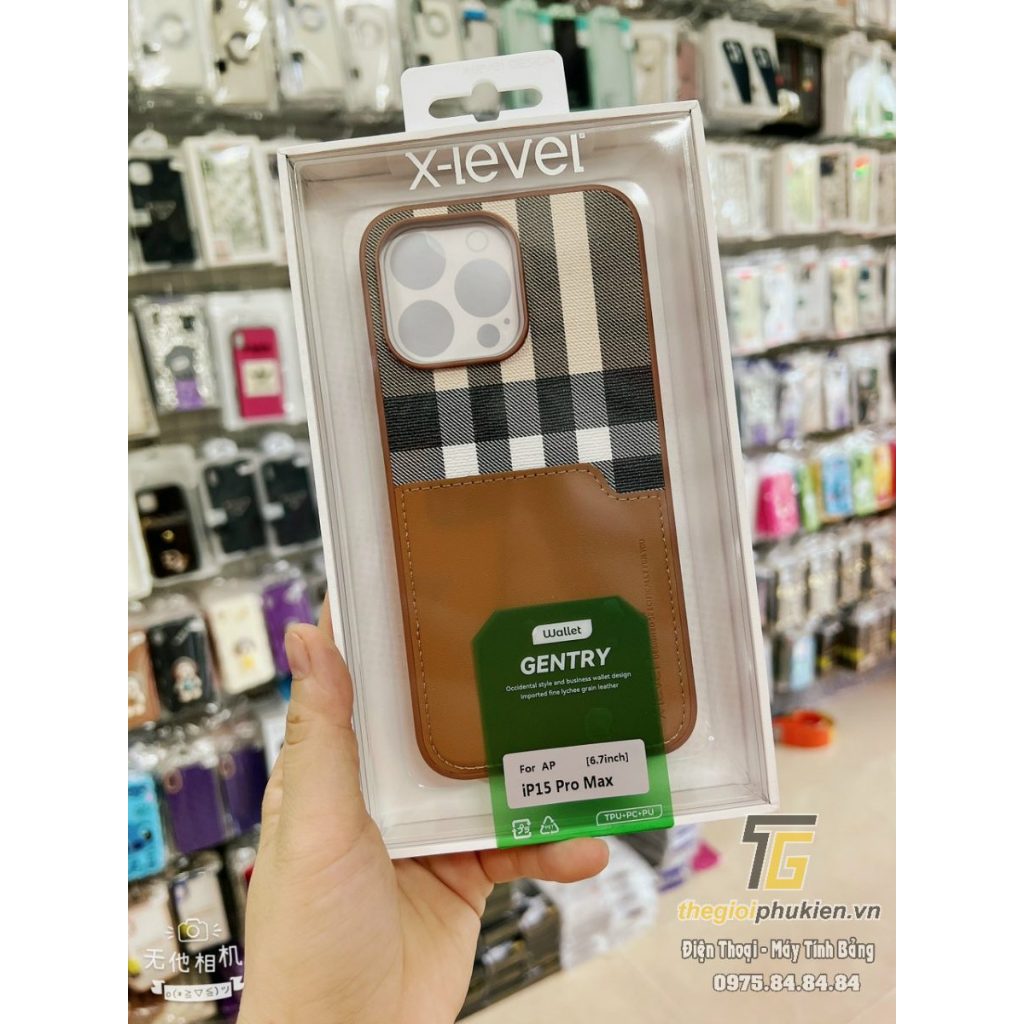 x-level
wallet
GENTRY
Occidental style and business wallet design
imported fine lychee grain leather
For AP [6.7inch]
iP15 Pro Max
TPU+PC+PU
TG
thegioiphukien.vn
Điện Thoại - Máy Tính Bảng
0975.84.84.84
无他相机
o(*≧▽≦)ツ